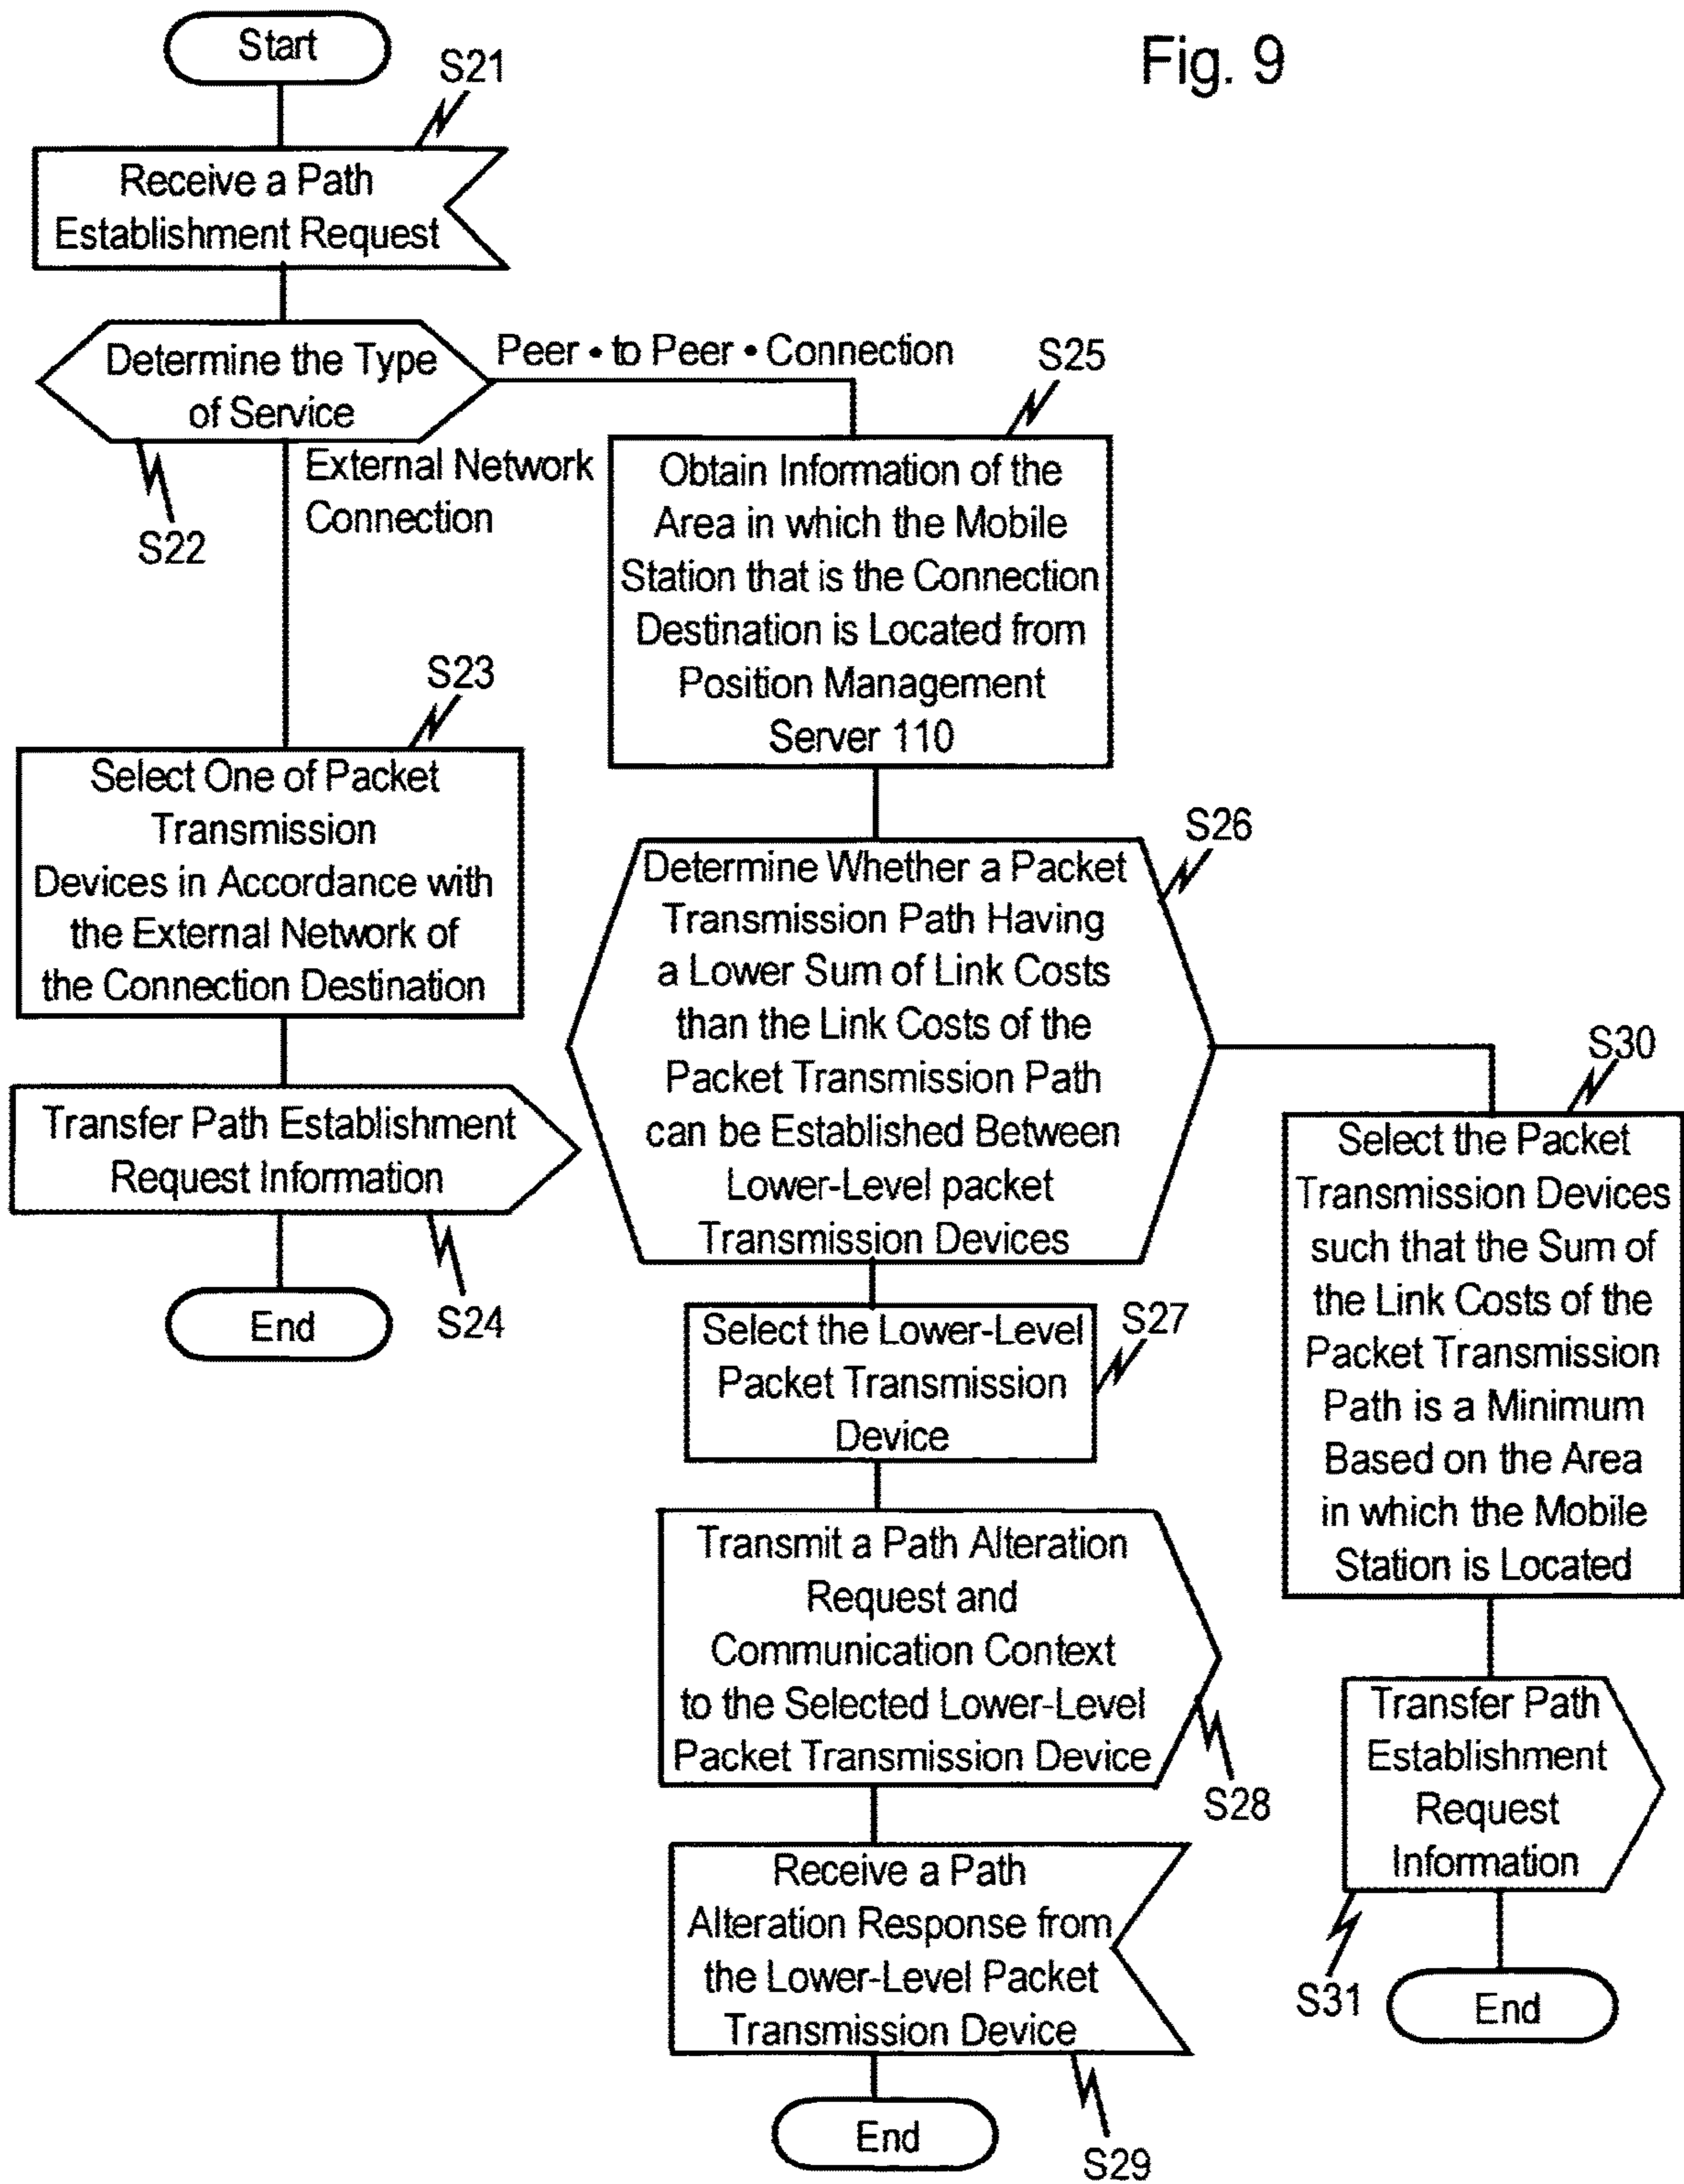 Fig. 9
Start
S21
Receive a Path
Establishment Request
Determine the Type
of Service
S22
Peer • to Peer • Connection
External Network
Connection
S23
Select One of Packet
Transmission
Devices in Accordance with
the External Network of
the Connection Destination
Transfer Path Establishment
Request Information
S24
End
S25
Obtain Information of the
Area in which the Mobile
Station that is the Connection
Destination is Located from
Position Management
Server 110
S26
Determine Whether a Packet
Transmission Path Having
a Lower Sum of Link Costs
than the Link Costs of the
Packet Transmission Path
can be Established Between
Lower-Level packet
Transmission Devices
S27
Select the Lower-Level
Packet Transmission
Device
Transmit a Path Alteration
Request and
Communication Context
to the Selected Lower-Level
Packet Transmission Device
S28
Receive a Path
Alteration Response from
the Lower-Level Packet
Transmission Device
S29
End
S30
Select the Packet
Transmission Devices
such that the Sum of
the Link Costs of the
Packet Transmission
Path is a Minimum
Based on the Area
in which the Mobile
Station is Located
Transfer Path
Establishment
Request
Information
S31
End